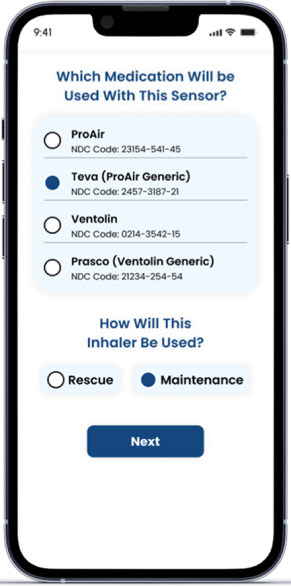 9:41
Which Medication Will be
Used With This Sensor?
ProAir
NDC Code: 23154-541-45
Teva (ProAir Generic)
NDC Code: 2457-3187-21
Ventolin
NDC Code: 0214-3542-15
Prasco (Ventolin Generic)
NDC Code: 21234-254-54
How Will This
Inhaler Be Used?
Rescue Maintenance
Next